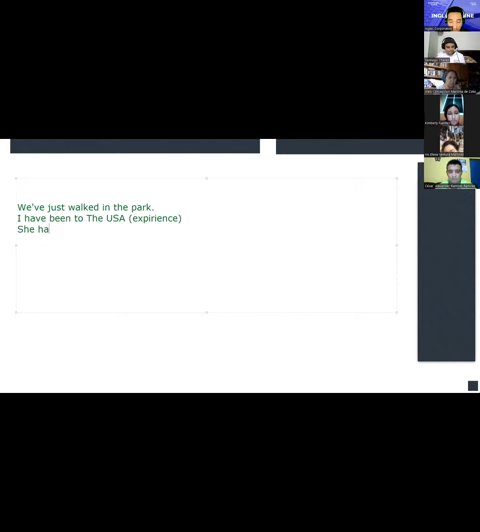 We've just walked in the park.
I have been to The USA (expirience)
She ha